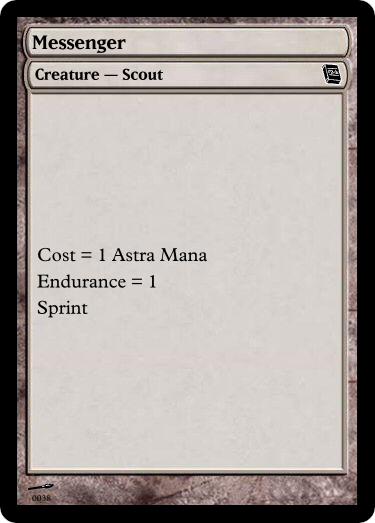 Messenger
Creature — Scout
Cost = 1 Astra Mana
Endurance = 1
Sprint
0038